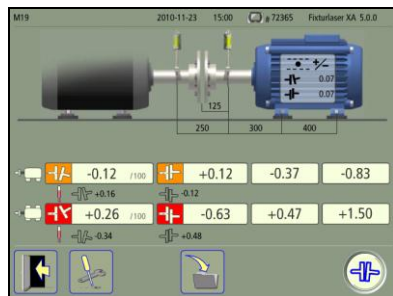 M19 2010-11-23 15:00 g 72365 Fixturlaser XA 5.0.0
+/-
0.07
0.07
125
250 300 400
-0.12 /100 +0.12 -0.37 -0.83
+0.16 -0.12
+0.26 /100 -0.63 +0.47 +1.50
-0.34 +0.48